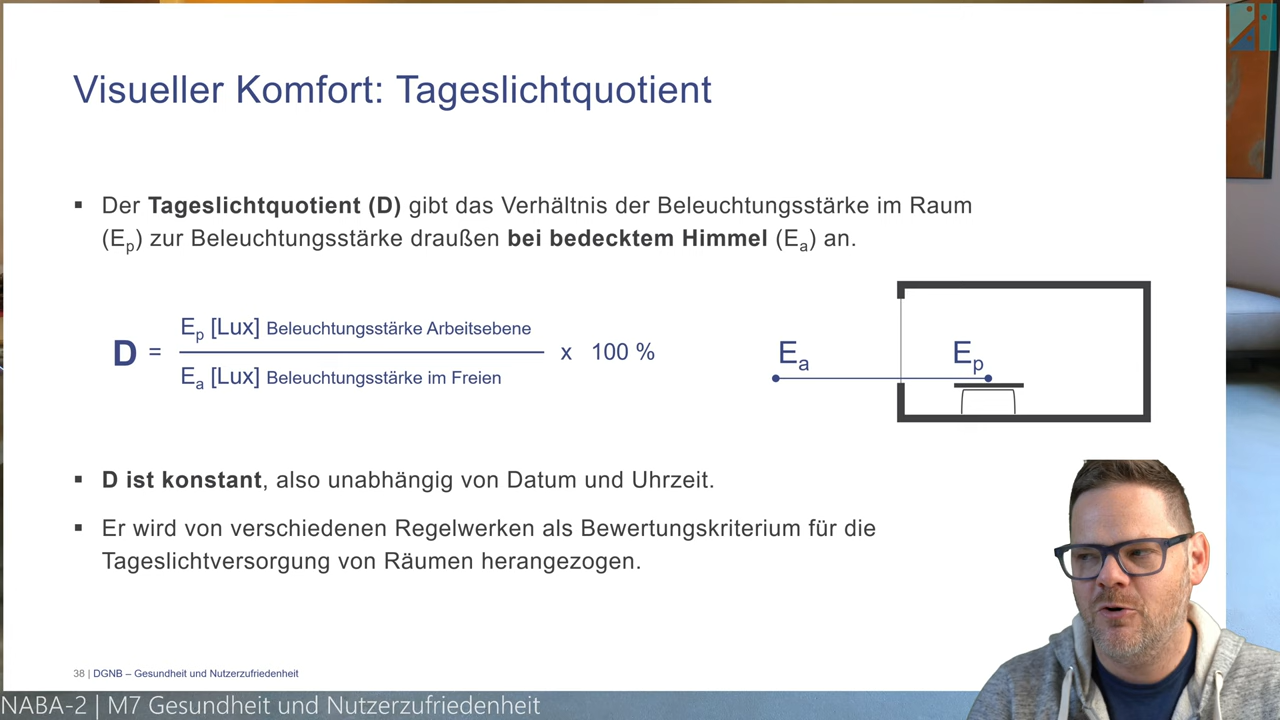 Visueller Komfort: Tageslichtquotient
▪ Der Tageslichtquotient (D) gibt das Verhältnis der Beleuchtungsstärke im Raum
(Ep) zur Beleuchtungsstärke draußen bei bedecktem Himmel (Ea) an.
Ep [Lux] Beleuchtungsstärke Arbeitsebene
D = x 100 %
Ea [Lux] Beleuchtungsstärke im Freien
Ea Ep
▪ D ist konstant, also unabhängig von Datum und Uhrzeit.
▪ Er wird von verschiedenen Regelwerken als Bewertungskriterium für die
Tageslichtversorgung von Räumen herangezogen.
38 | DGNB – Gesundheit und Nutzerzufriedenheit
NABA-2 | M7 Gesundheit und Nutzerzufriedenheit